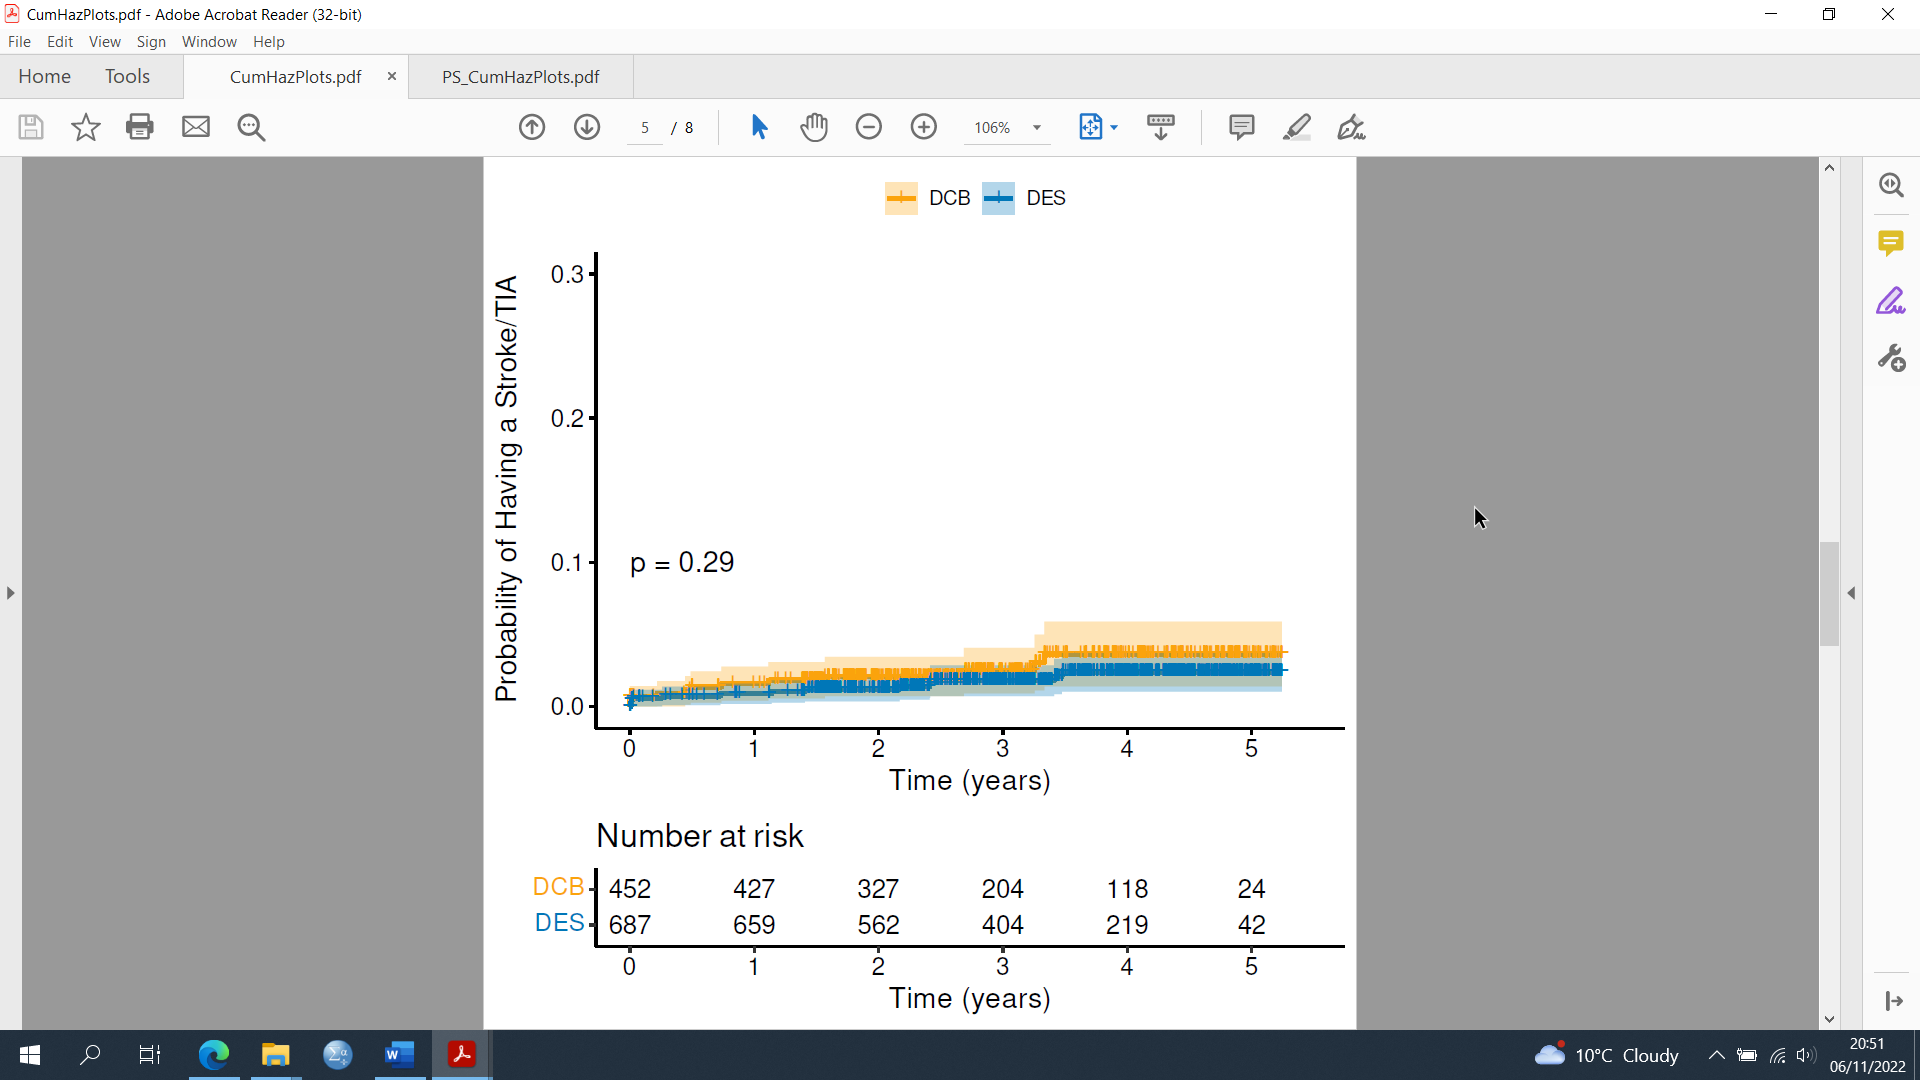 CumHazPlots.pdf - Adobe Acrobat Reader (32-bit)
File Edit View Sign Window Help
Home Tools CumHazPlots.pdf × PS_CumHazPlots.pdf
5 / 8 106%
DCB DES
Probability of Having a Stroke/TIA
0.3
0.2
0.1
0.0
p = 0.29
0 1 2 3 4 5
Time (years)
Number at risk
DCB 452 427 327 204 118 24
DES 687 659 562 404 219 42
0 1 2 3 4 5
Time (years)
10°C Cloudy
20:51
06/11/2022